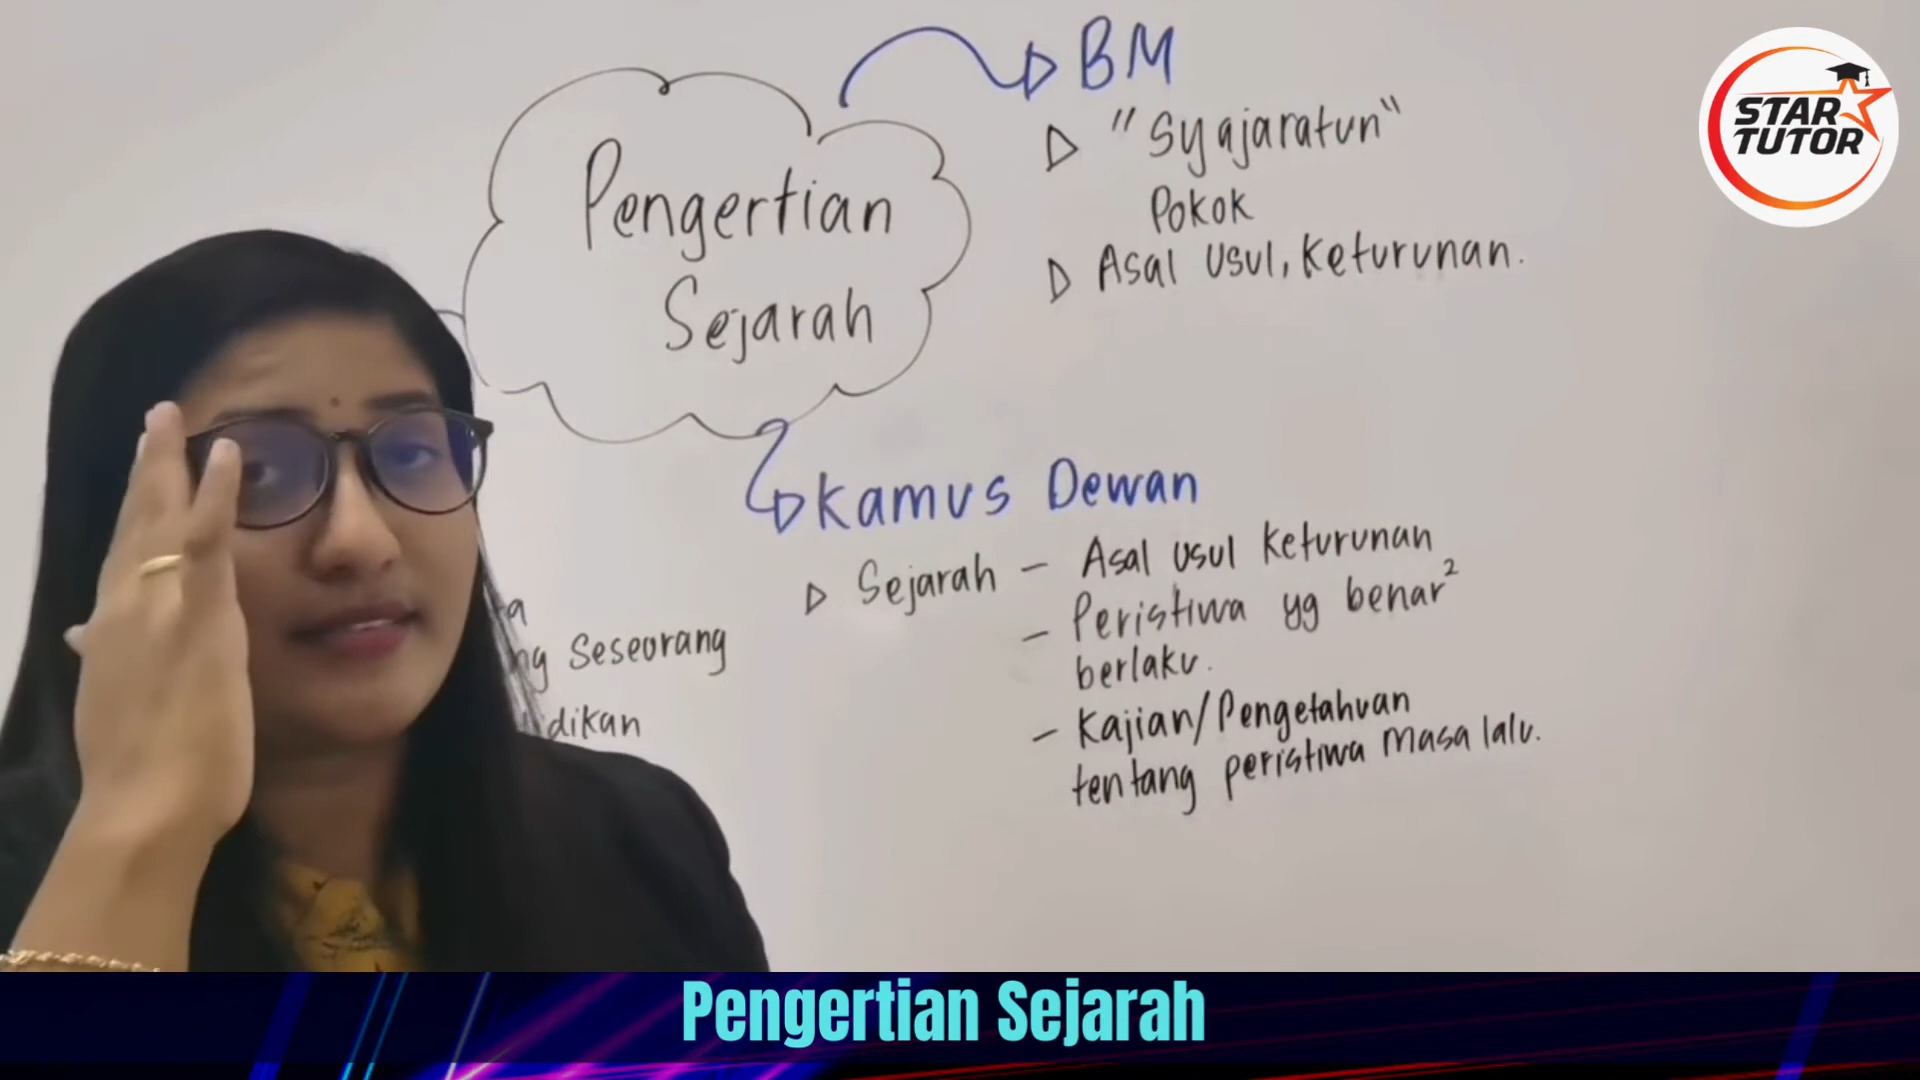 BM
"Syajaratun"
Pokok
Asal Usul, Keturunan.
Pengertian
Sejarah
Kamus Dewan
Sejarah - Asal usul keturunan
- Peristiwa yg benar²
berlaku.
- Kajian/Pengetahuan
tentang peristiwa masa lalu.
Seseorang
STAR
TUTOR
Pengertian Sejarah